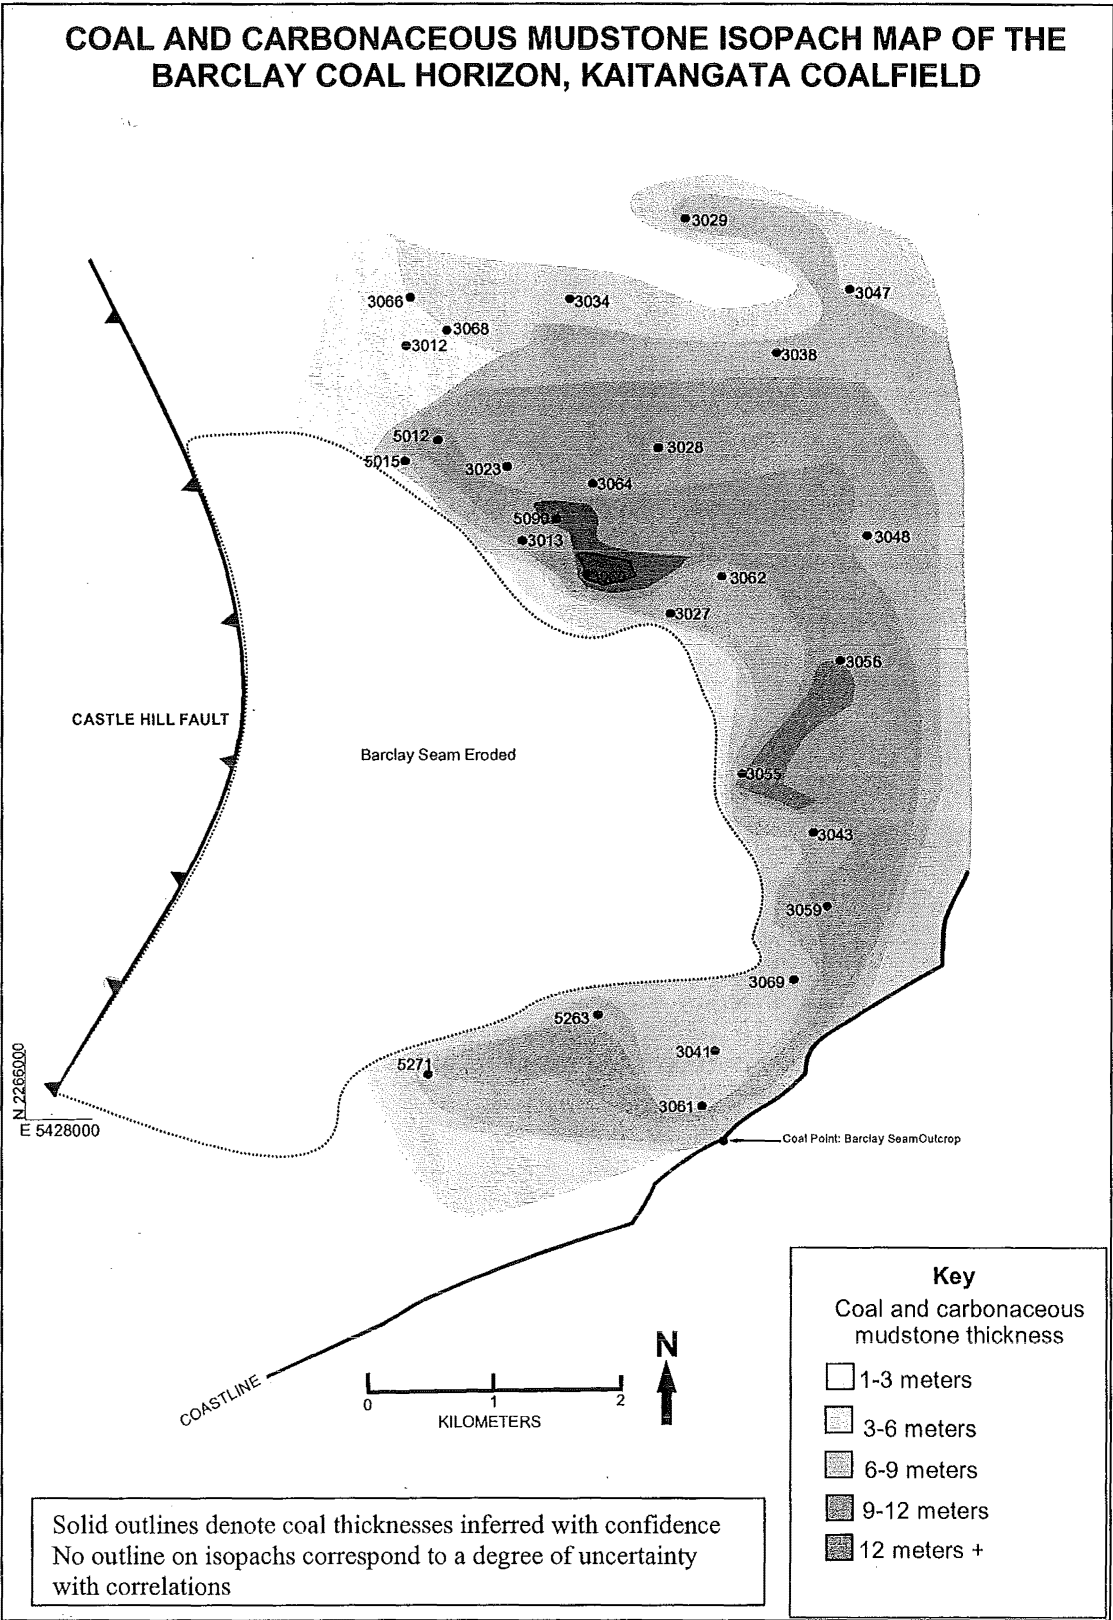 COAL AND CARBONACEOUS MUDSTONE ISOPACH MAP OF THE
BARCLAY COAL HORIZON, KAITANGATA COALFIELD
3029
3047
3066
3034
3068
3012
3038
5012
3028
5015
3023
3064
5090
3013
3048
3062
3027
3056
CASTLE HILL FAULT
Barclay Seam Eroded
3055
3043
3059
3069
5263
3041
5271
3061
N 2266000
E 5428000
Coal Point: Barclay SeamOutcrop
COASTLINE
0
1
2
KILOMETERS
N
Key
Coal and carbonaceous
mudstone thickness
1-3 meters
3-6 meters
6-9 meters
9-12 meters
12 meters +
Solid outlines denote coal thicknesses inferred with confidence
No outline on isopachs correspond to a degree of uncertainty
with correlations